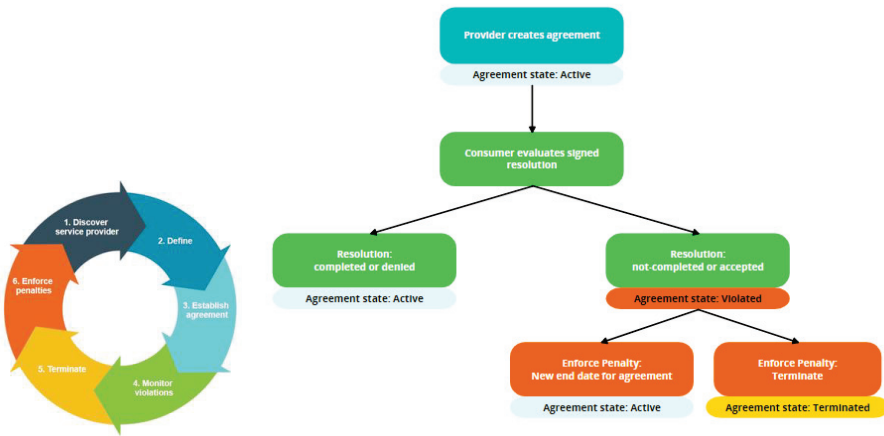 1. Discover
service provider
2. Define
3. Establish
agreement
4. Monitor
violations
5. Terminate
6. Enforce
penalties
Provider creates agreement
Agreement state: Active
Consumer evaluates signed
resolution
Resolution:
completed or denied
Agreement state: Active
Resolution:
not-completed or accepted
Agreement state: Violated
Enforce Penalty:
New end date for agreement
Agreement state: Active
Enforce Penalty:
Terminate
Agreement state: Terminated